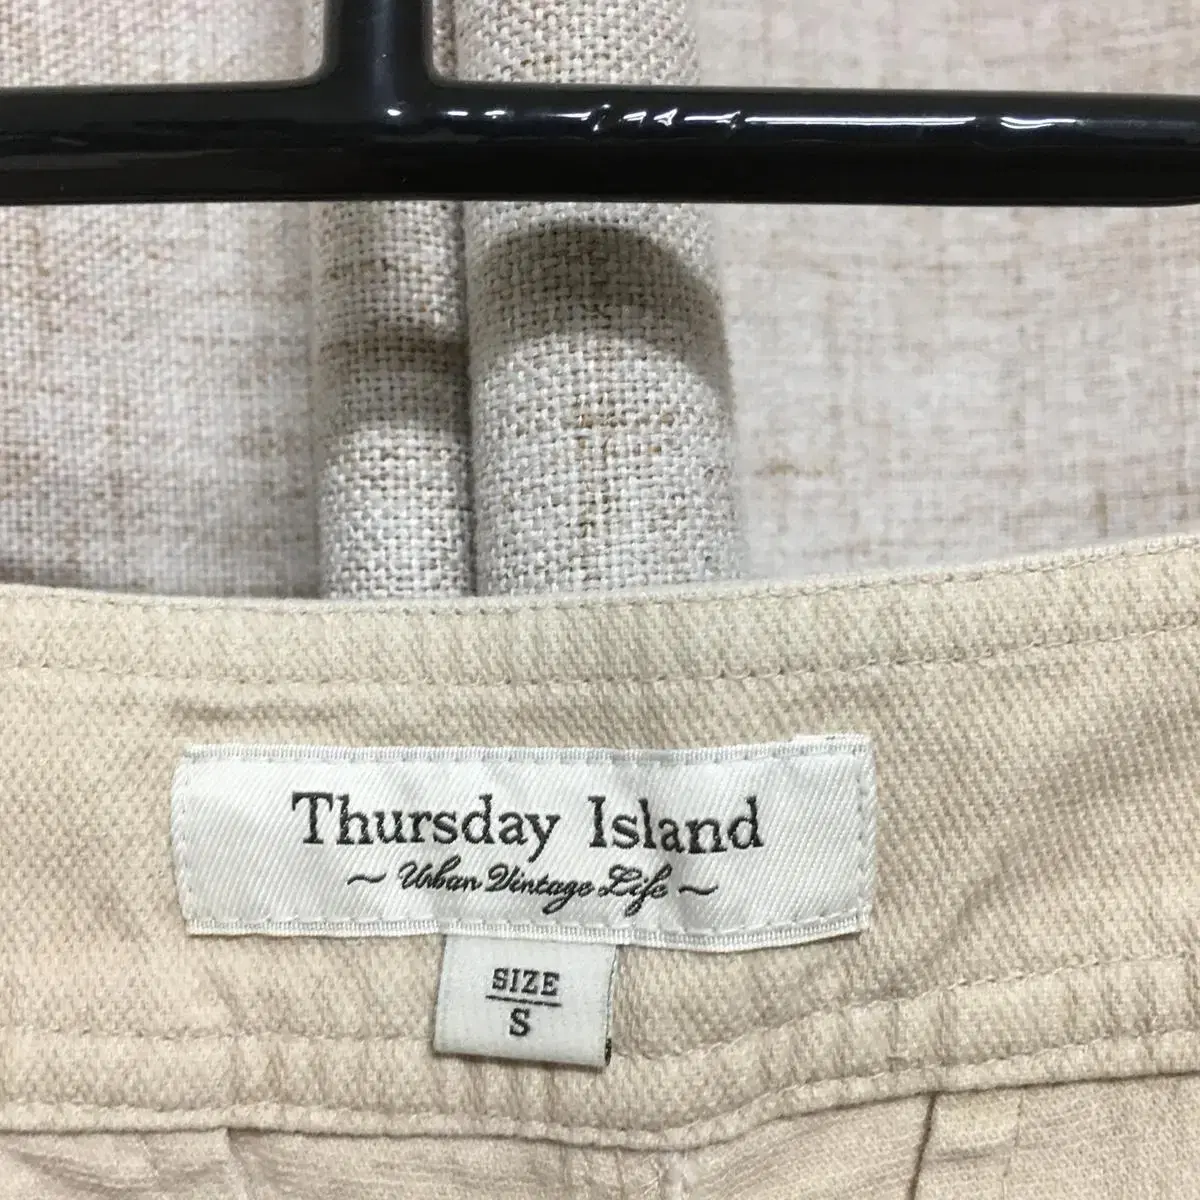 Thursday Island
~ Urban Vintage Life ~
SIZE
S